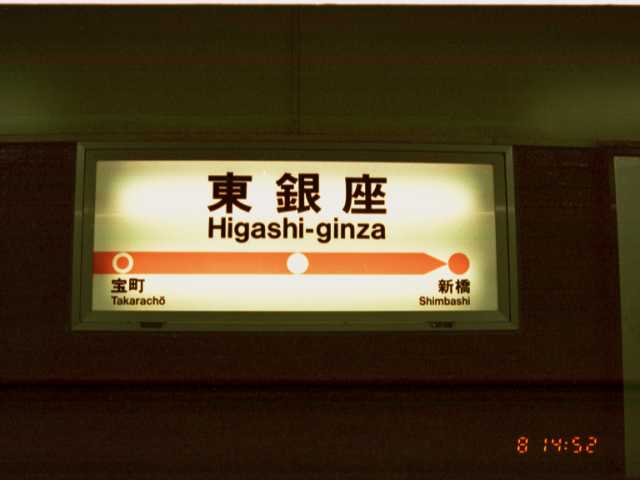 東銀座
Higashi-ginza
宝町
Takarachō
新橋
Shimbashi
8 14:52